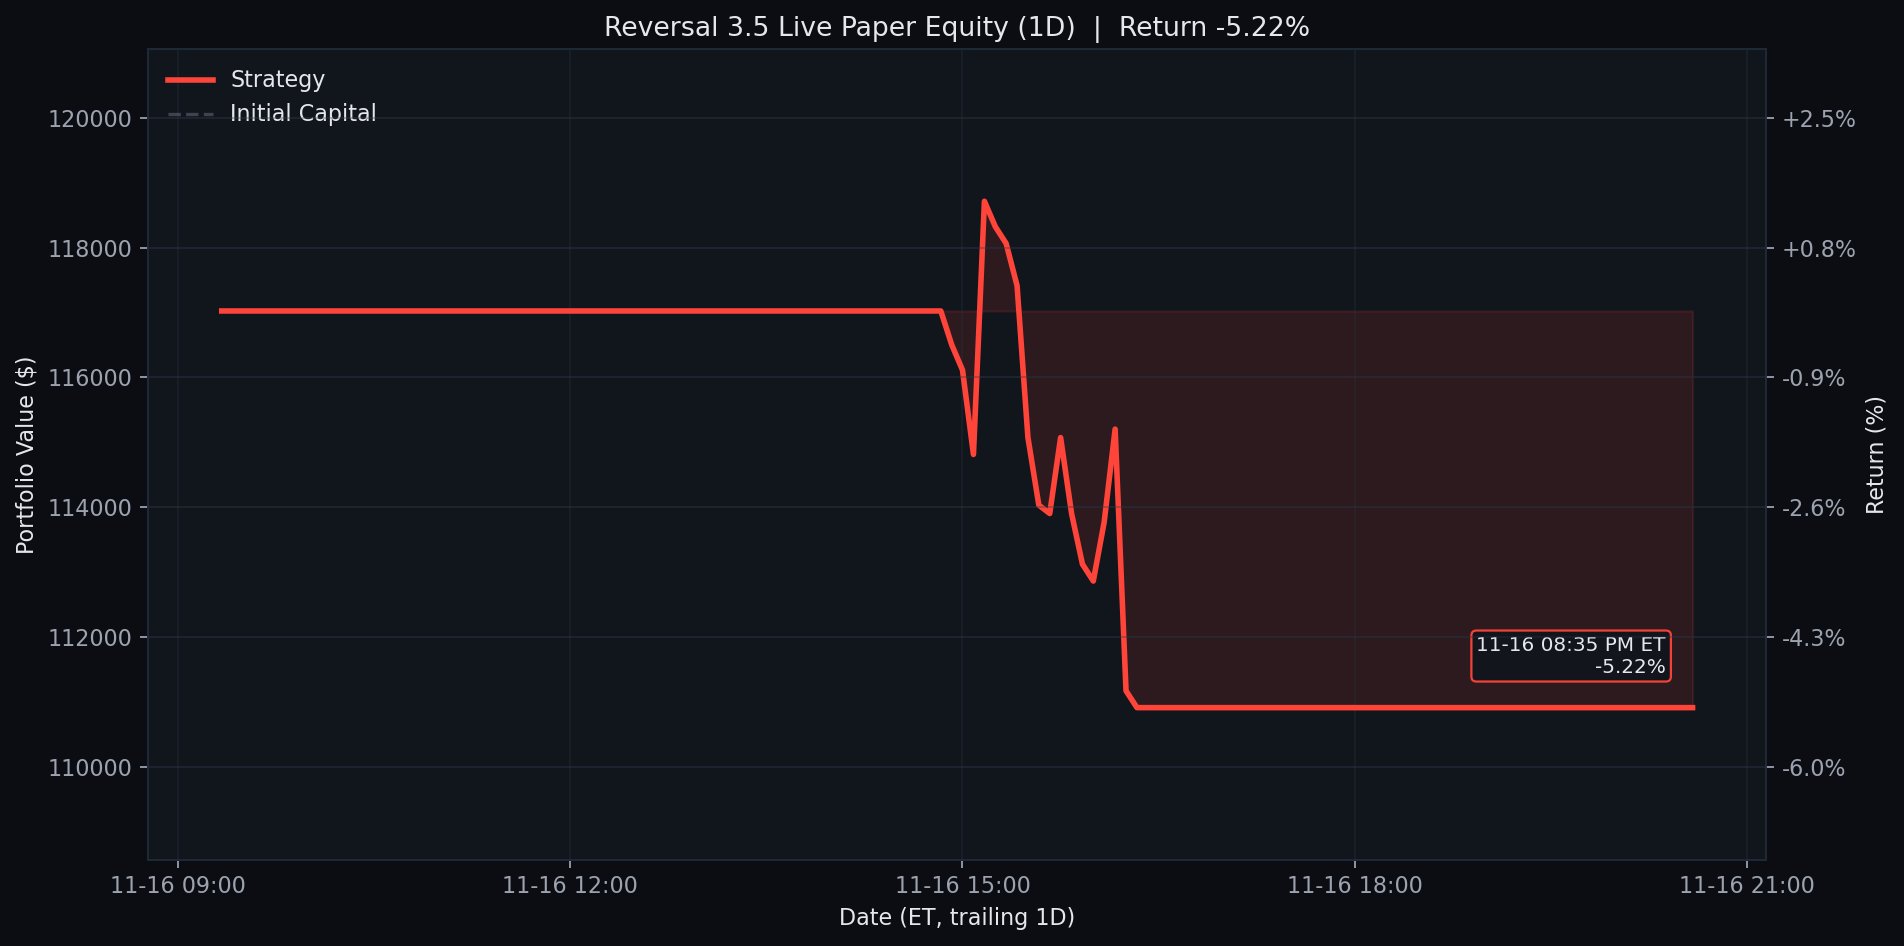 Reversal 3.5 Live Paper Equity (1D) | Return -5.22%
Strategy
Initial Capital
120000
118000
116000
114000
112000
110000
Portfolio Value ($)
+2.5%
+0.8%
-0.9%
-2.6%
-4.3%
-6.0%
Return (%)
11-16 08:35 PM ET
-5.22%
11-16 09:00
11-16 12:00
11-16 15:00
11-16 18:00
11-16 21:00
Date (ET, trailing 1D)